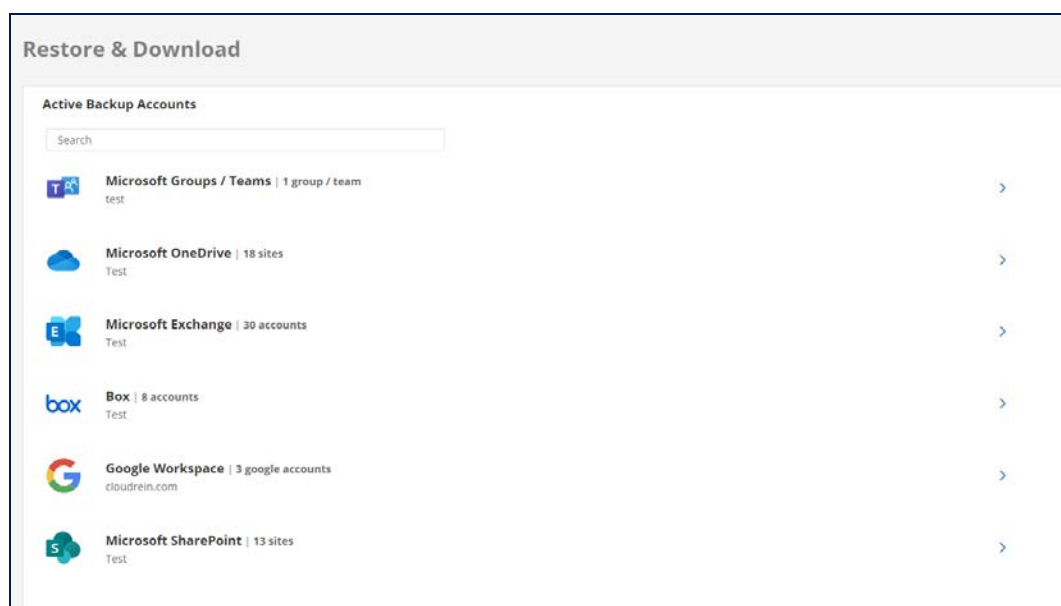 Restore & Download
Active Backup Accounts
Search
T
Microsoft Groups / Teams | 1 group / team
test
Microsoft OneDrive | 18 sites
Test
E
Microsoft Exchange | 30 accounts
Test
box
Box | 8 accounts
Test
G
Google Workspace | 3 google accounts
cloudrein.com
S
Microsoft SharePoint | 13 sites
Test